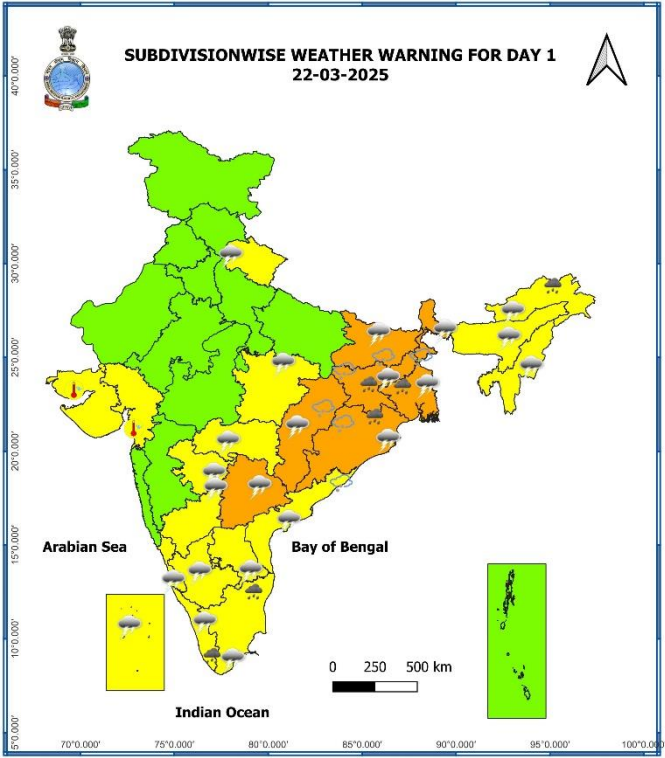 SUBDIVISIONWISE WEATHER WARNING FOR DAY 1
22-03-2025
40°0.000'
35°0.000'
30°0.000'
25°0.000'
20°0.000'
15°0.000'
10°0.000'
5°0.000'
Arabian Sea
Bay of Bengal
0 250 500 km
Indian Ocean
70°0.000' 75°0.000' 80°0.000' 85°0.000' 90°0.000' 95°0.000' 100°0.000'